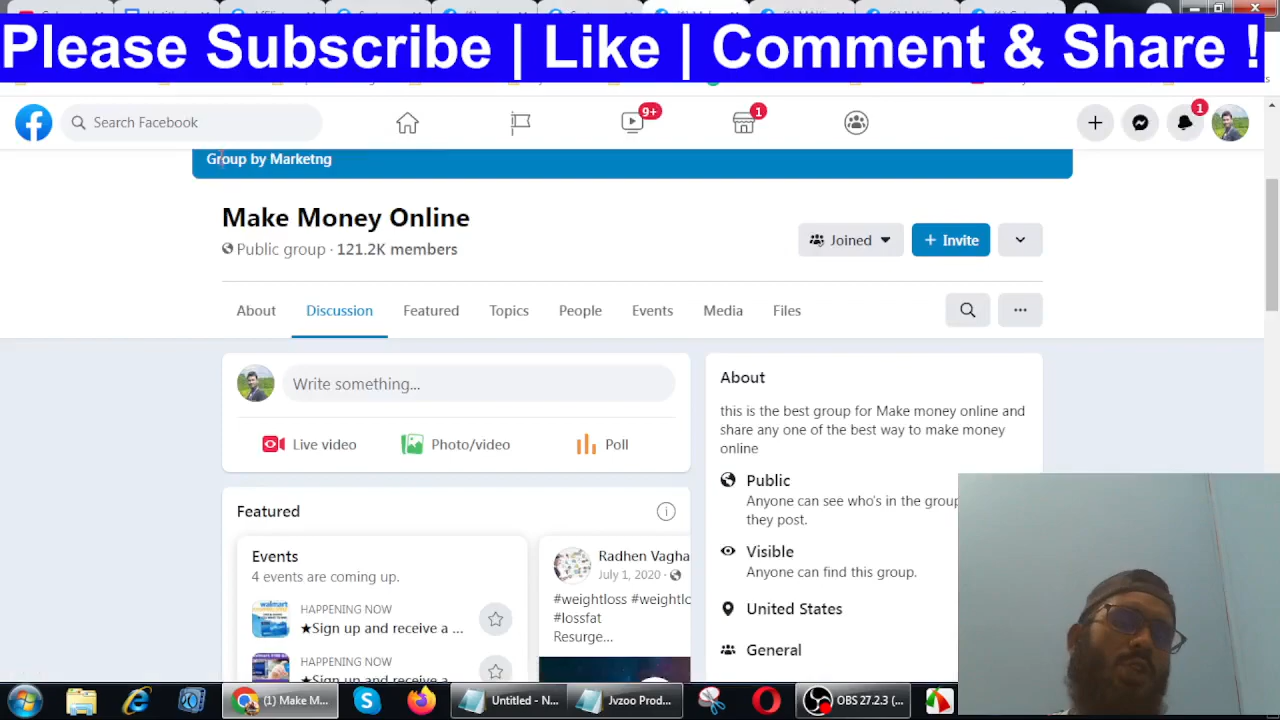 Please Subscribe | Like | Comment & Share !
Search Facebook
9+
1
1
Group by Marketng
Make Money Online
Public group · 121.2K members
Joined
+ Invite
About
Discussion
Featured
Topics
People
Events
Media
Files
Write something...
Live video
Photo/video
Poll
Featured
Events
4 events are coming up.
HAPPENING NOW
★Sign up and receive a ...
HAPPENING NOW
Radhen Vagha
July 1, 2020 ·
#weightloss #weightlo
#lossfat
Resurge...
About
this is the best group for Make money online and
share any one of the best way to make money
online
Public
Anyone can see who's in the group
they post.
Visible
Anyone can find this group.
United States
General
(1) Make M...
Untitled - N...
Jvzoo Prod...
OBS 27.2.3 (...